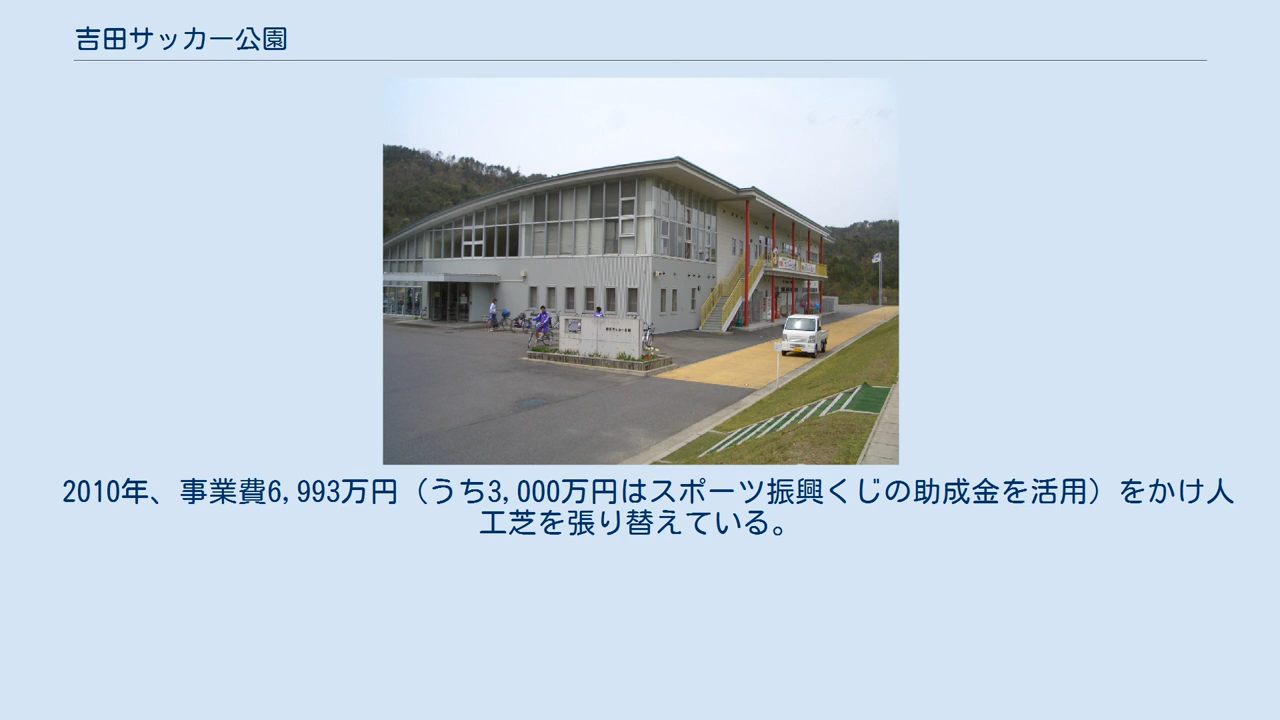 吉田サッカー公園
2010年、事業費6,993万円（うち3,000万円はスポーツ振興くじの助成金を活用）をかけ人
工芝を張り替えている。